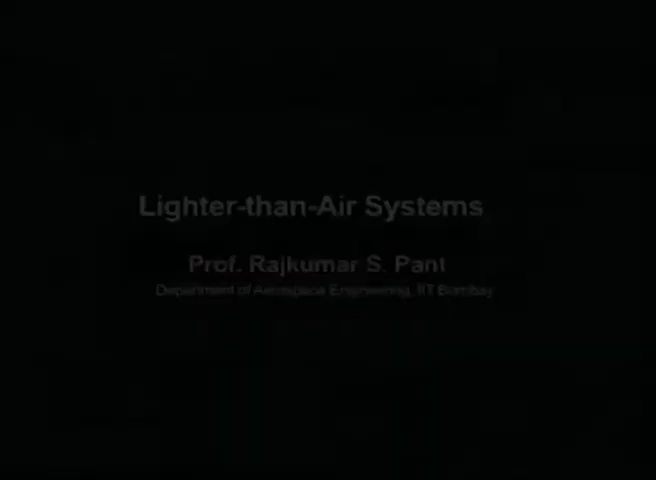 Lighter-than-Air Systems
Prof. Rajkumar S. Pant
Department of Aerospace Engineering, IIT Bombay